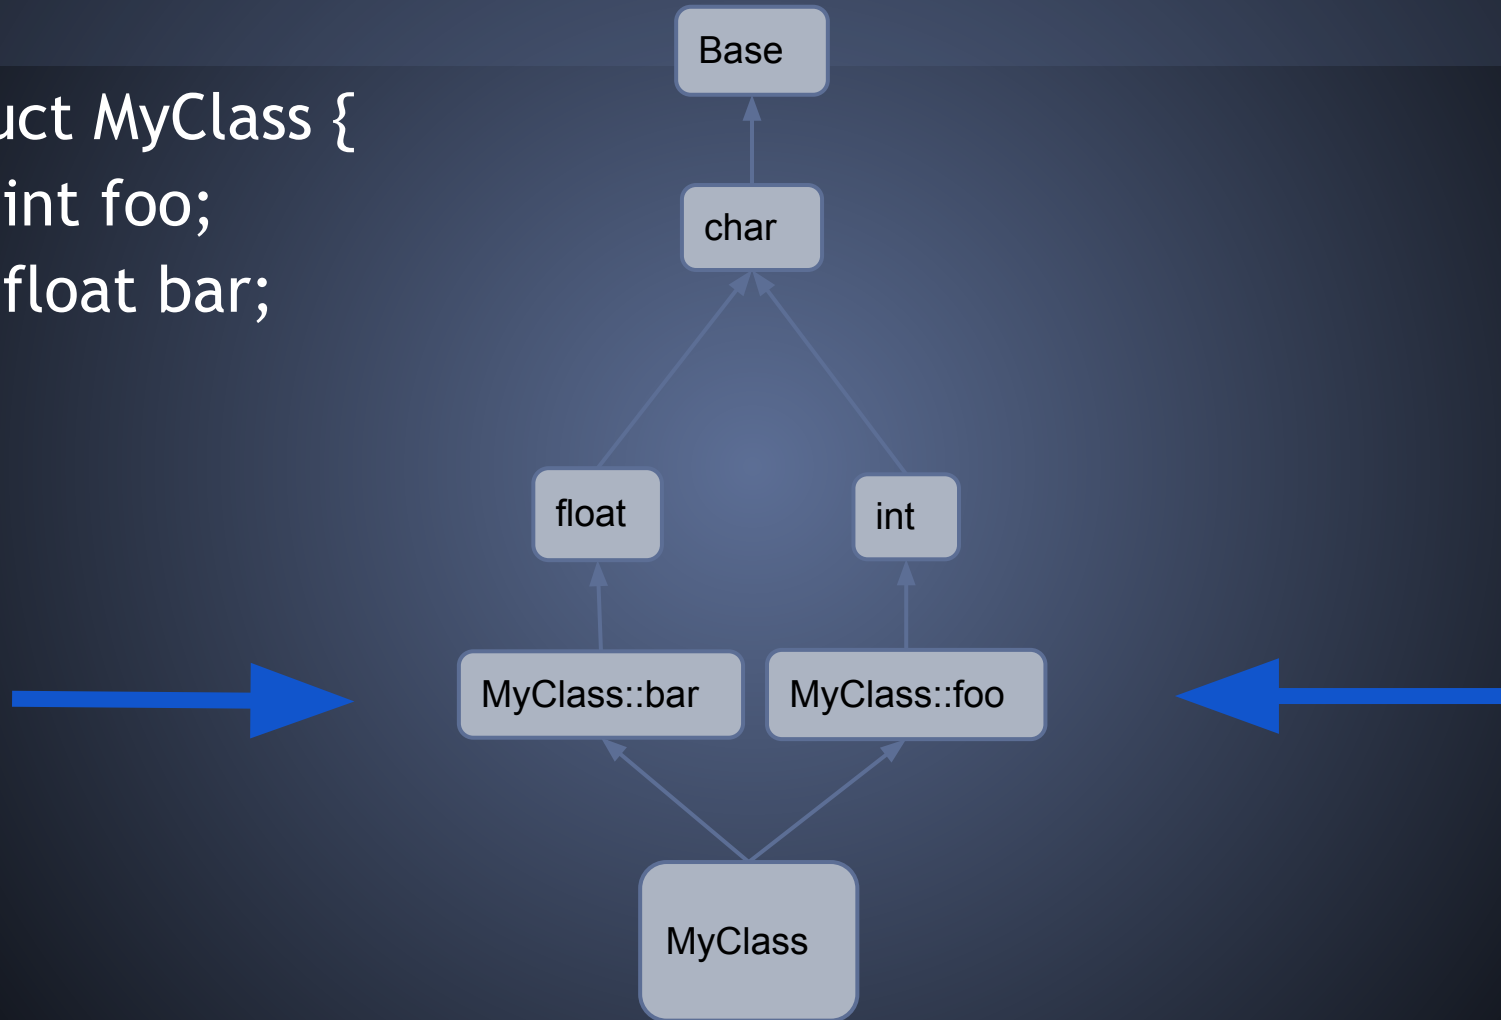 uct MyClass {
int foo;
float bar;
Base
char
float
int
MyClass::bar
MyClass::foo
MyClass